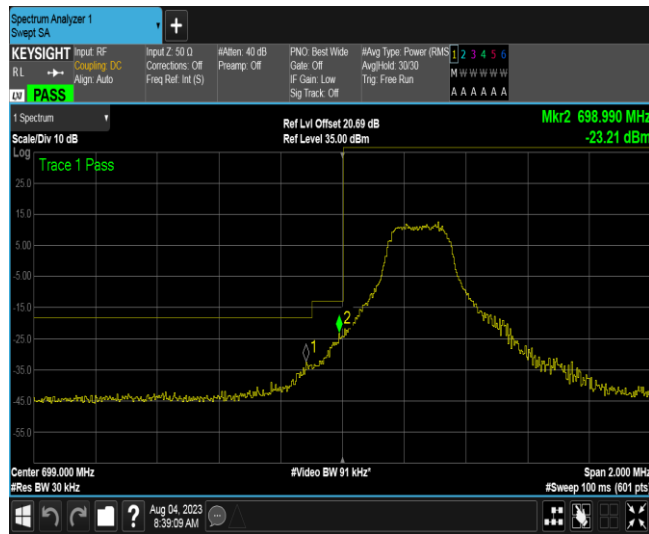 Spectrum Analyzer 1
Swept SA
+
KEYSIGHT
RL
LXI PASS
Input: RF
Coupling: DC
Align: Auto
Input Z: 50 Ω
Corrections: Off
Freq Ref: Int (S)
#Atten: 40 dB
Preamp: Off
PNO: Best Wide
Gate: Off
IF Gain: Low
Sig Track: Off
#Avg Type: Power (RMS
Avg|Hold: 30/30
Trig: Free Run
1 2 3 4 5 6
M W W W W W
A A A A A A
1 Spectrum
Scale/Div 10 dB
Ref Lvl Offset 20.69 dB
Ref Level 35.00 dBm
Mkr2 698.990 MHz
-23.21 dBm
Log
Trace 1 Pass
25.0
15.0
5.00
-5.00
-15.0
-25.0
-35.0
-45.0
-55.0
1
2
Center 699.000 MHz
#Res BW 30 kHz
#Video BW 91 kHz*
Span 2.000 MHz
#Sweep 100 ms (601 pts
?
Aug 04, 2023
8:39:09 AM